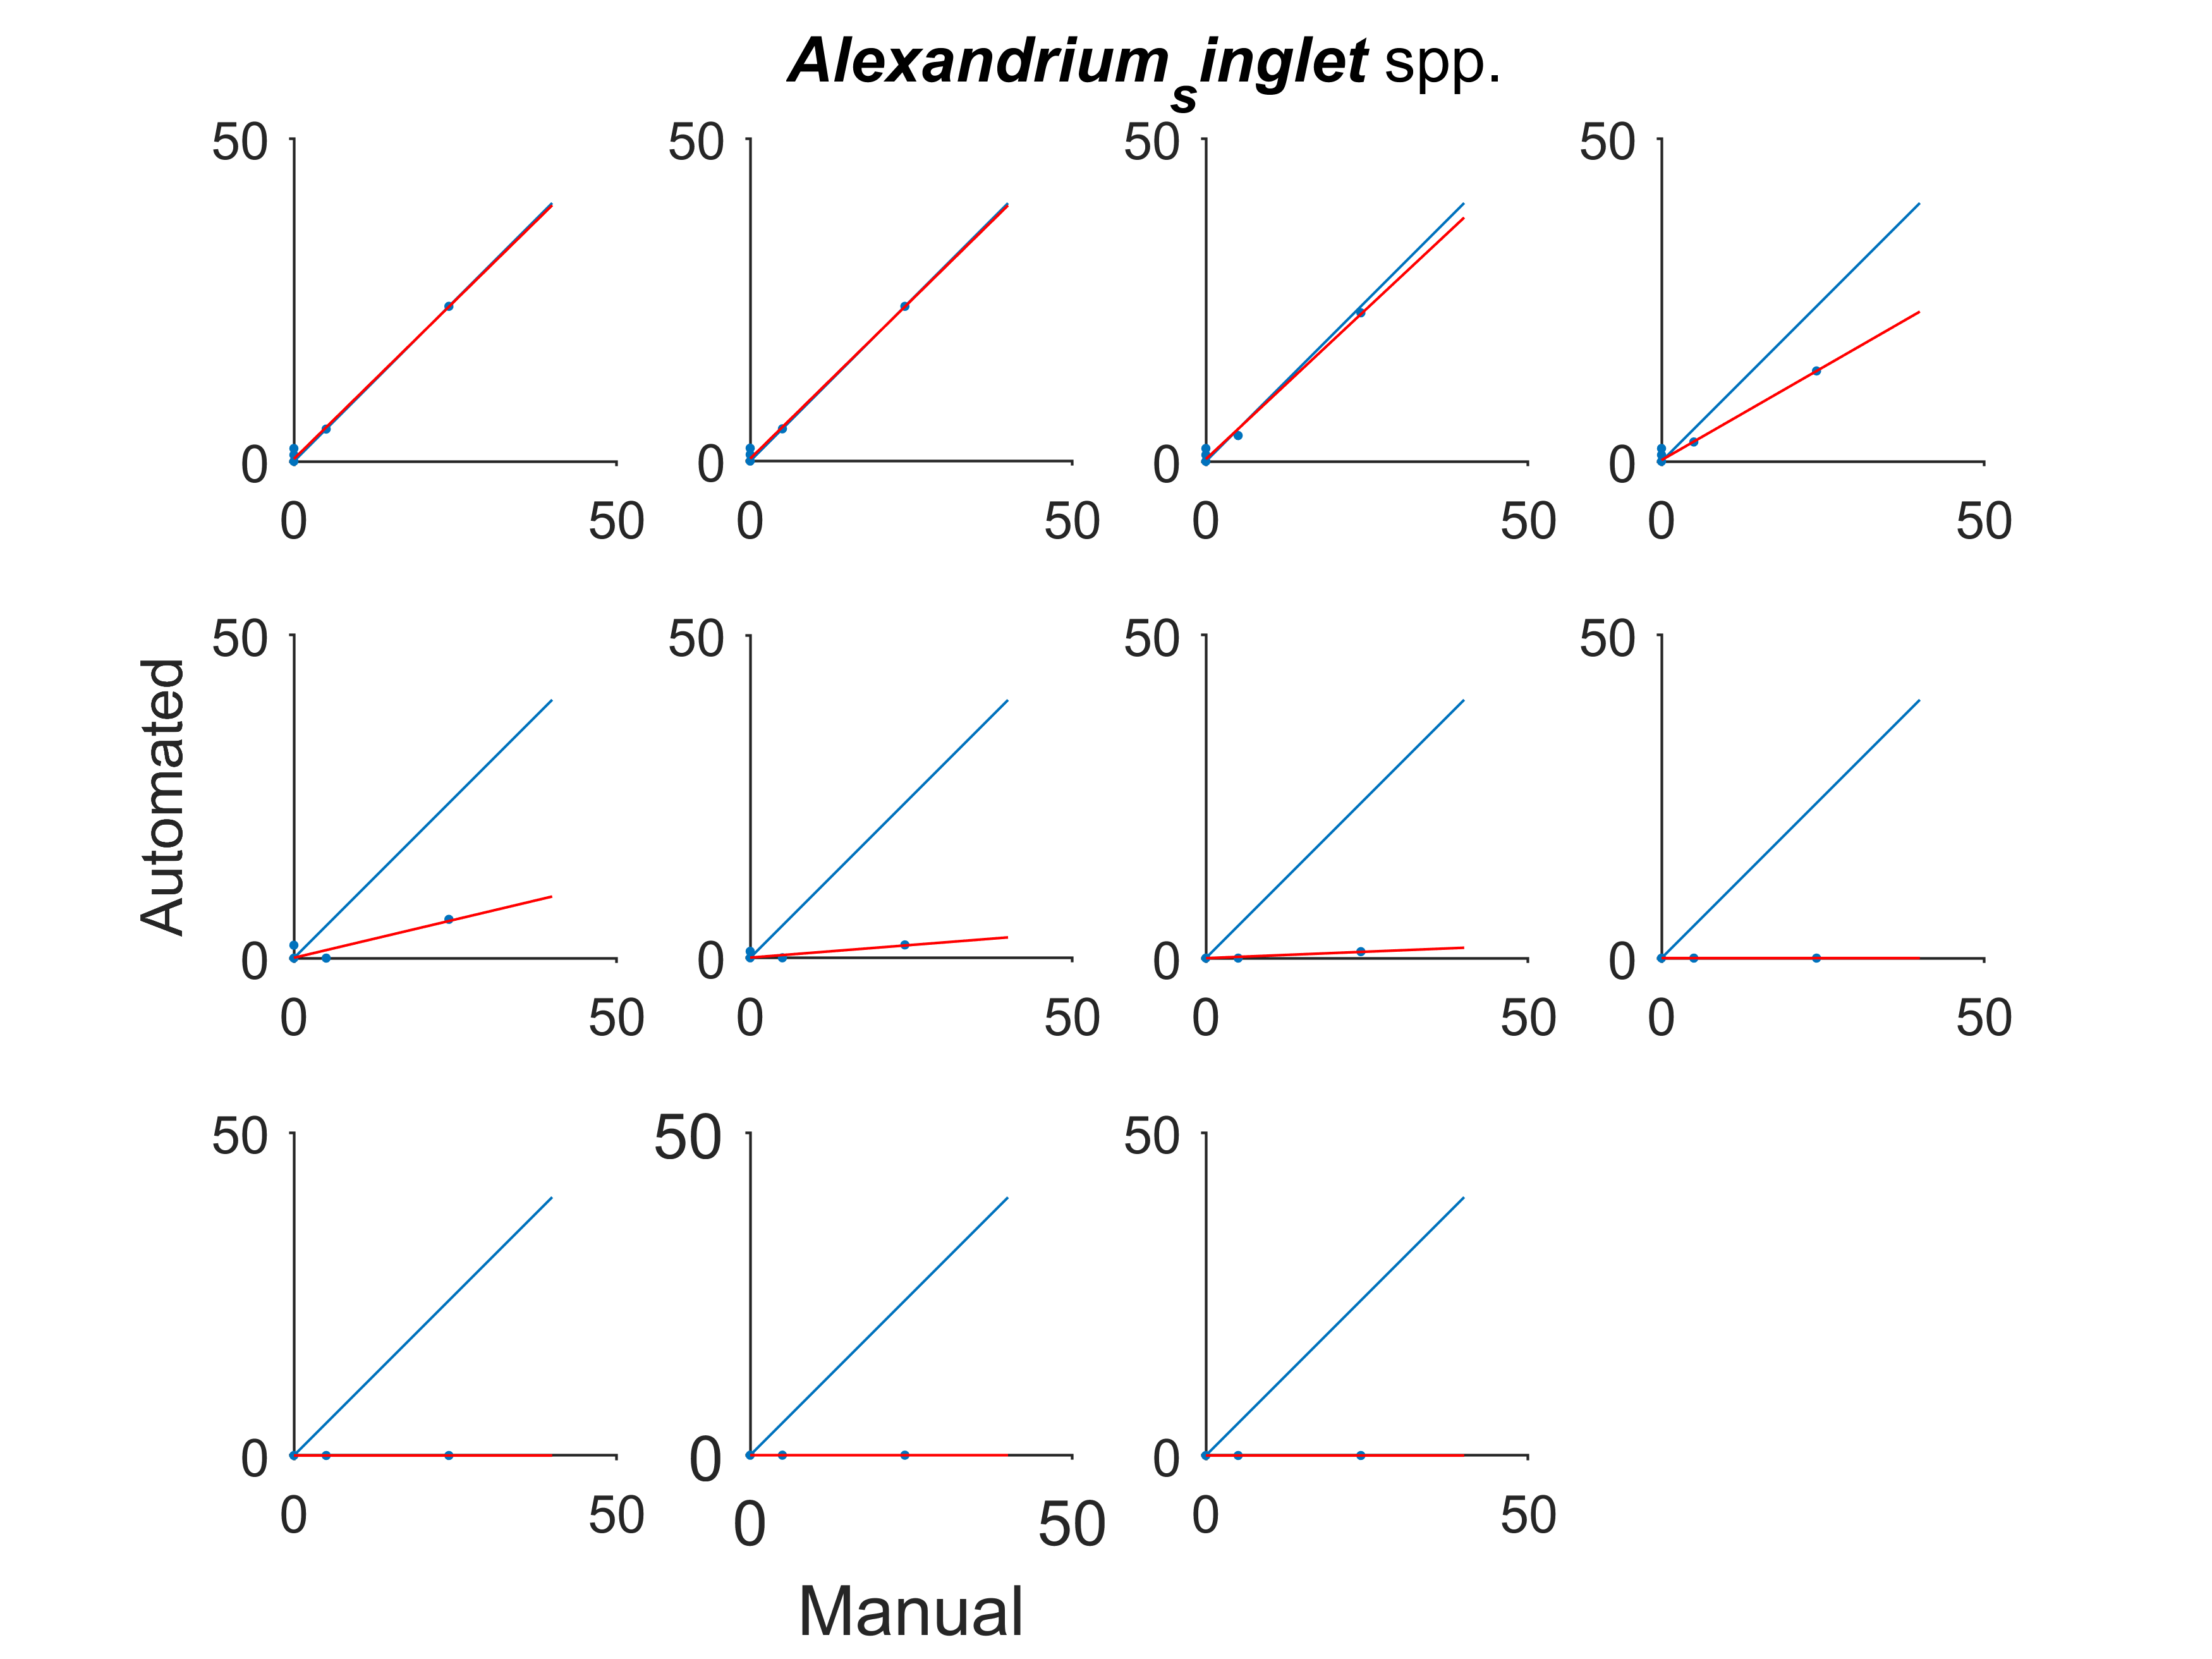 Alexandrium_singlet spp.
50 50 50 50
0 0 0 0
0 50 0 50 0 50 0 50
Automated
50 50 50 50
0 0 0 0
0 50 0 50 0 50 0 50
50 50 50
0 0 0
0 50 0 50 0 50
Manual